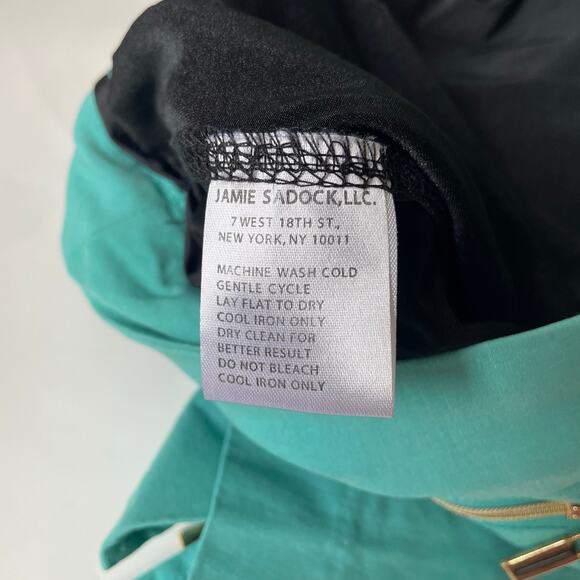 JAMIE SADOCK,LLC.
7 WEST 18TH ST.,
NEW YORK, NY 10011
MACHINE WASH COLD
GENTLE CYCLE
LAY FLAT TO DRY
COOL IRON ONLY
DRY CLEAN FOR
BETTER RESULT
DO NOT BLEACH
COOL IRON ONLY